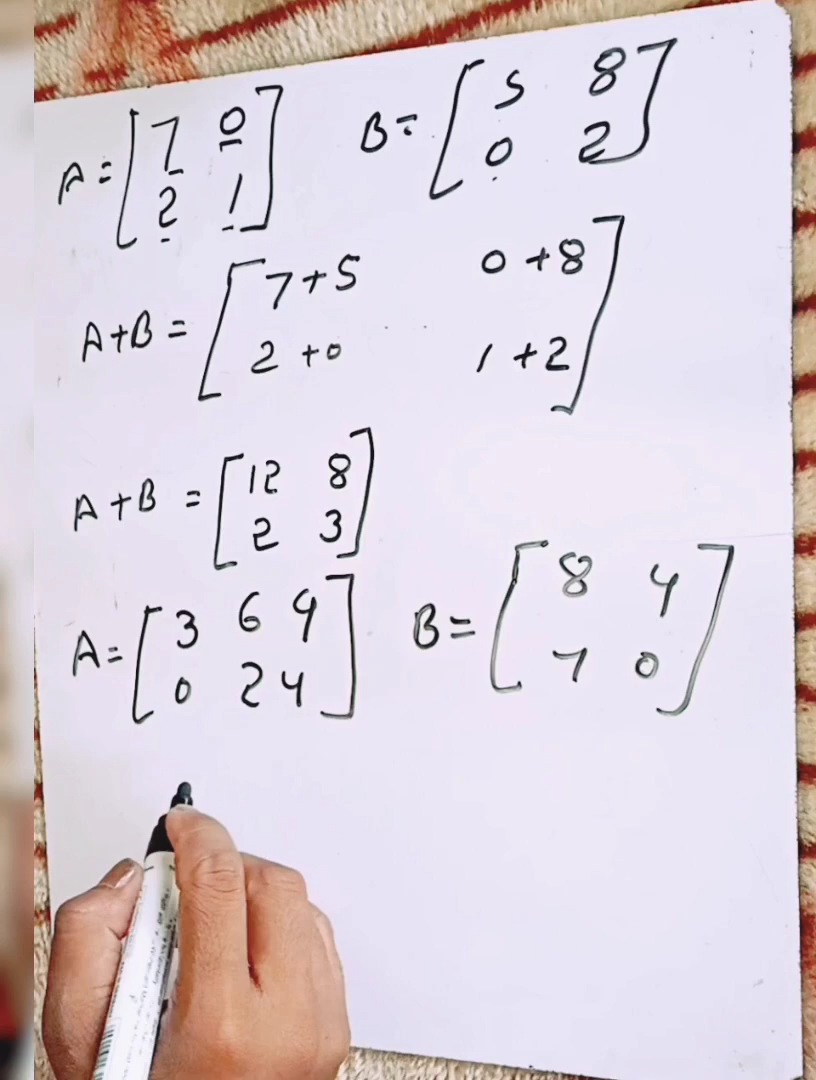 A = [7 0] B = [5 8]
[2 1] [0 2]
A+B = [7+5 0+8]
[2+0 1+2]
A+B = [12 8]
[2 3]
A = [3 6 4] B = [8 4]
[0 2 4] [7 0]